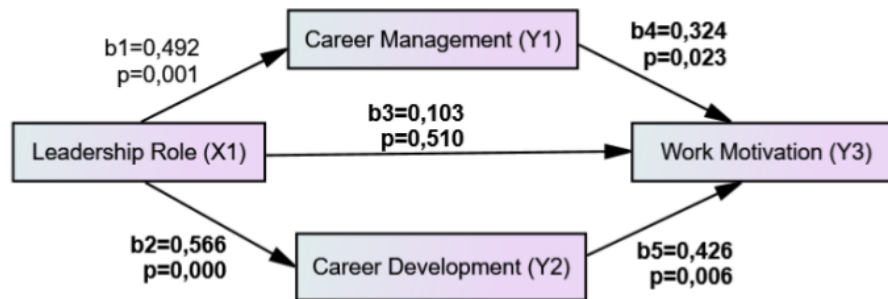 Career Management (Y1)
b1=0,492
p=0,001
b4=0,324
p=0,023
b3=0,103
p=0,510
Leadership Role (X1)
Work Motivation (Y3)
b2=0,566
p=0,000
Career Development (Y2)
b5=0,426
p=0,006